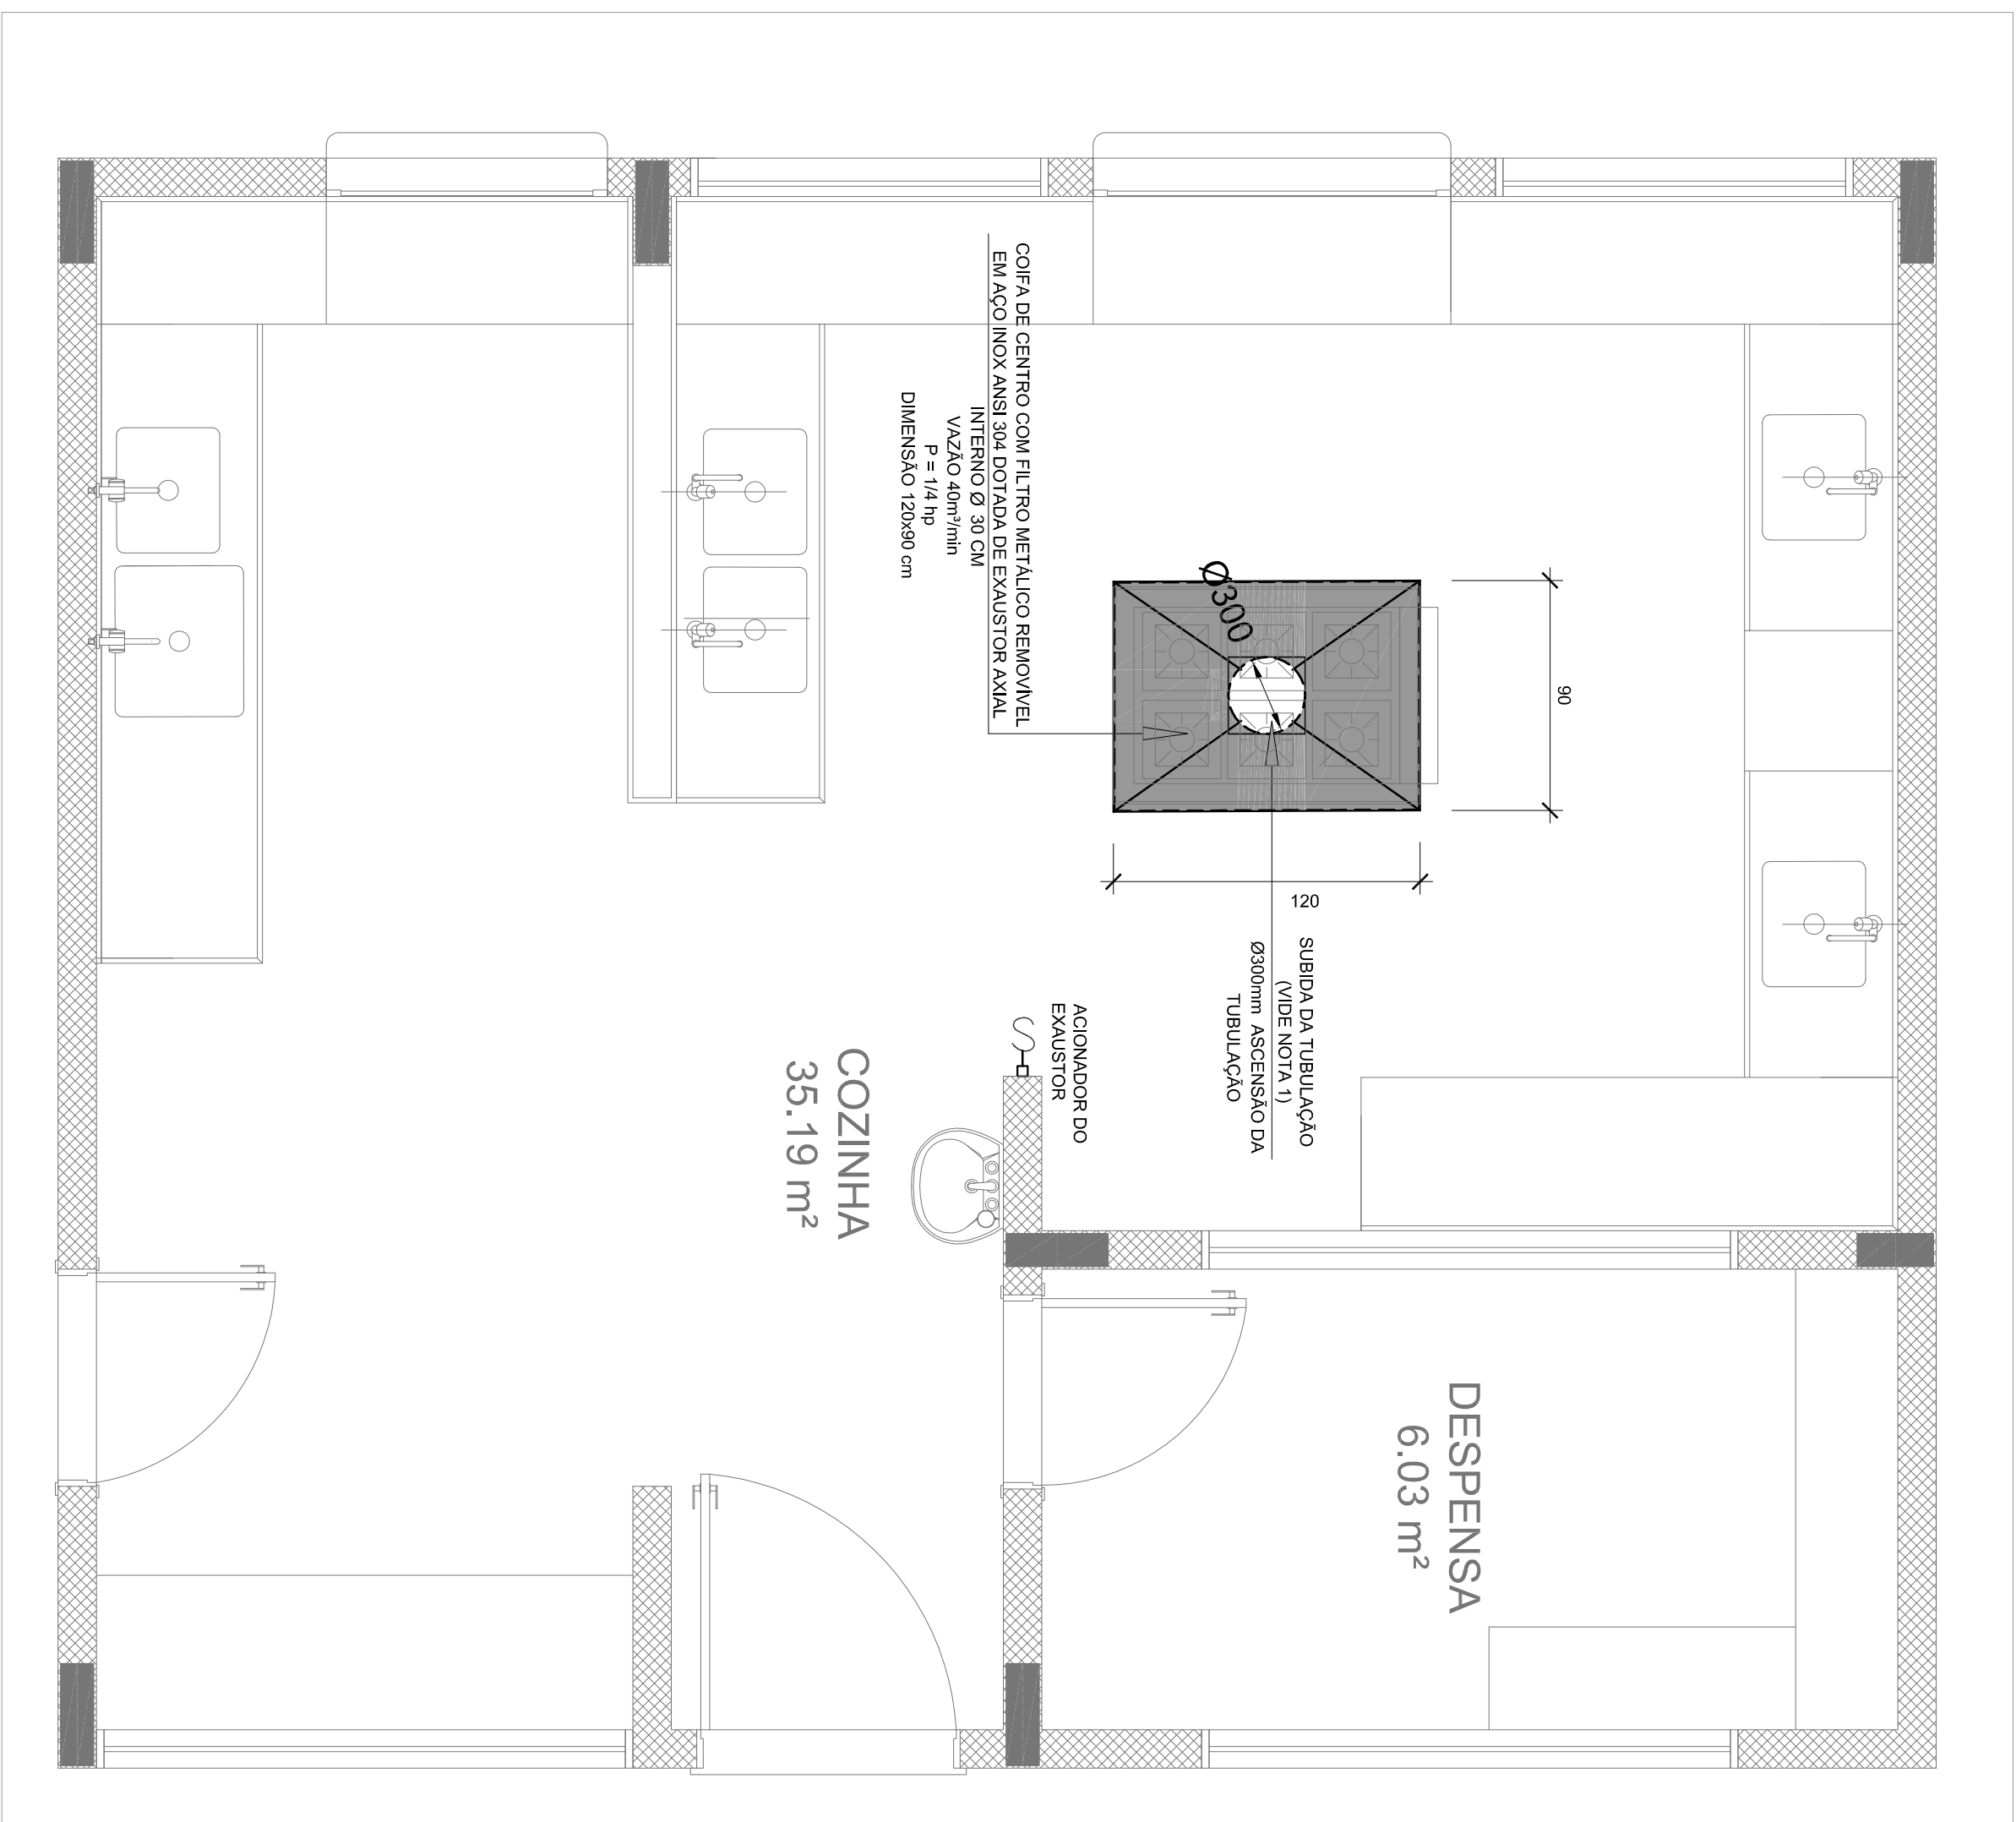 COIFA DE CENTRO COM FILTRO METÁLICO REMOVÍVEL
EM AÇO INOX ANSI 304 DOTADA DE EXAUSTOR AXIAL
INTERNO Ø 30 CM
VAZÃO 40m³/min
P = 1/4 hp
DIMENSÃO 120x90 cm
Ø300
90
120
SUBIDA DA TUBULAÇÃO
(VIDE NOTA 1)
Ø300mm ASCENSÃO DA
TUBULAÇÃO
ACIONADOR DO
EXAUSTOR
S
COZINHA
35.19 m²
DESPENSA
6.03 m²